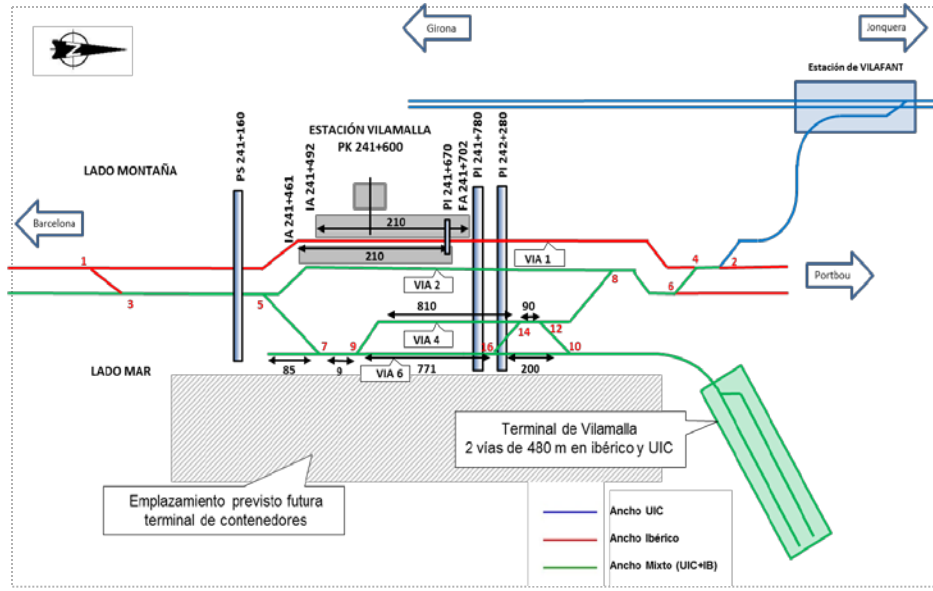 Girona
Jonquera
Z
Estación de VILAFANT
ESTACIÓN VILAMALLA
PK 241+600
LADO MONTAÑA
PS 241+160
IA 241+461
IA 241+492
PI 241+670
FA 241+702
PI 241+780
PI 242+280
Barcelona
210
210
VIA 1
1
4
2
Portbou
3
5
VIA 2
8
6
810
90
14
12
VIA 4
7
9
16
10
LADO MAR
85
9
VIA 6
771
200
Terminal de Vilamalla
2 vías de 480 m en ibérico y UIC
Emplazamiento previsto futura
terminal de contenedores
Ancho UIC
Ancho Ibérico
Ancho Mixto (UIC+IB)